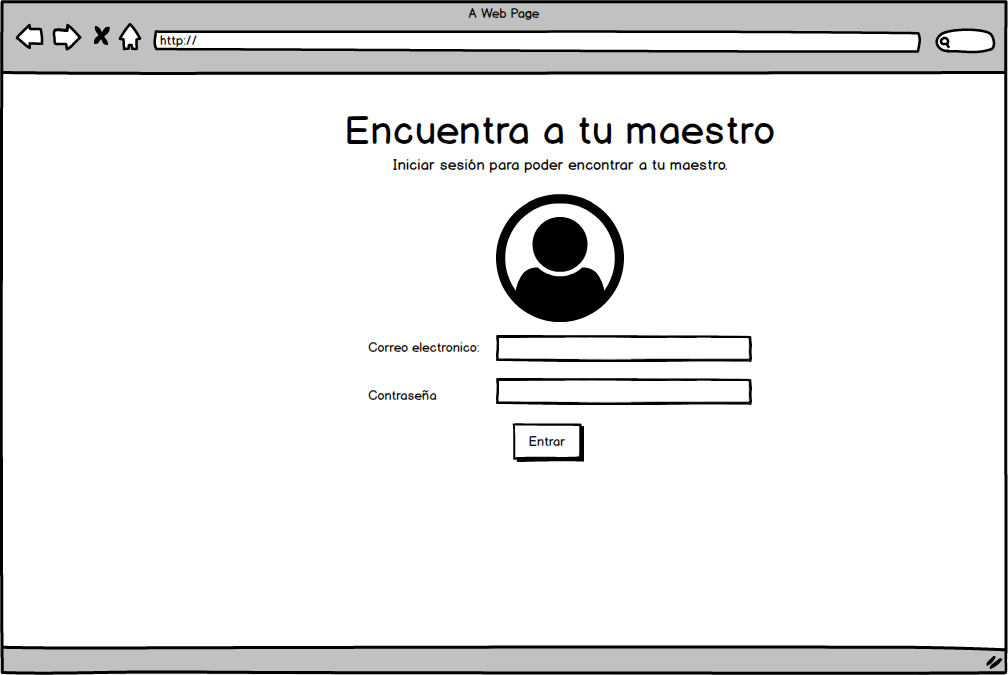 A Web Page
http://
Encuentra a tu maestro
Iniciar sesión para poder encontrar a tu maestro.
Correo electronico:
Contraseña
Entrar